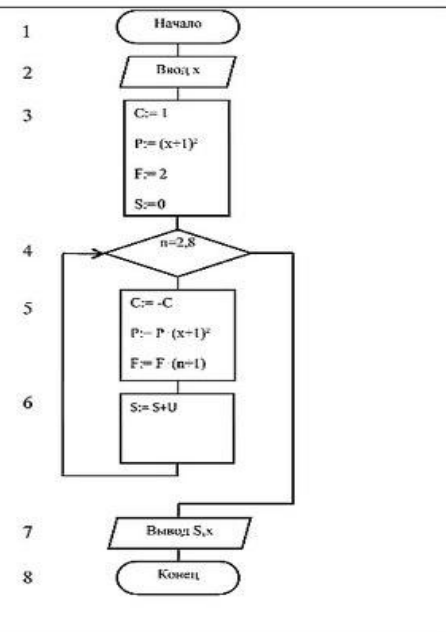 1
Начало
2
Ввод x
3
C:= 1
P:= (x+1)²
F:= 2
S:=0
4
n=2,8
5
C:= -C
P:= P·(x+1)²
F:= F·(n+1)
6
S:= S+U
7
Вывод S,x
8
Конец